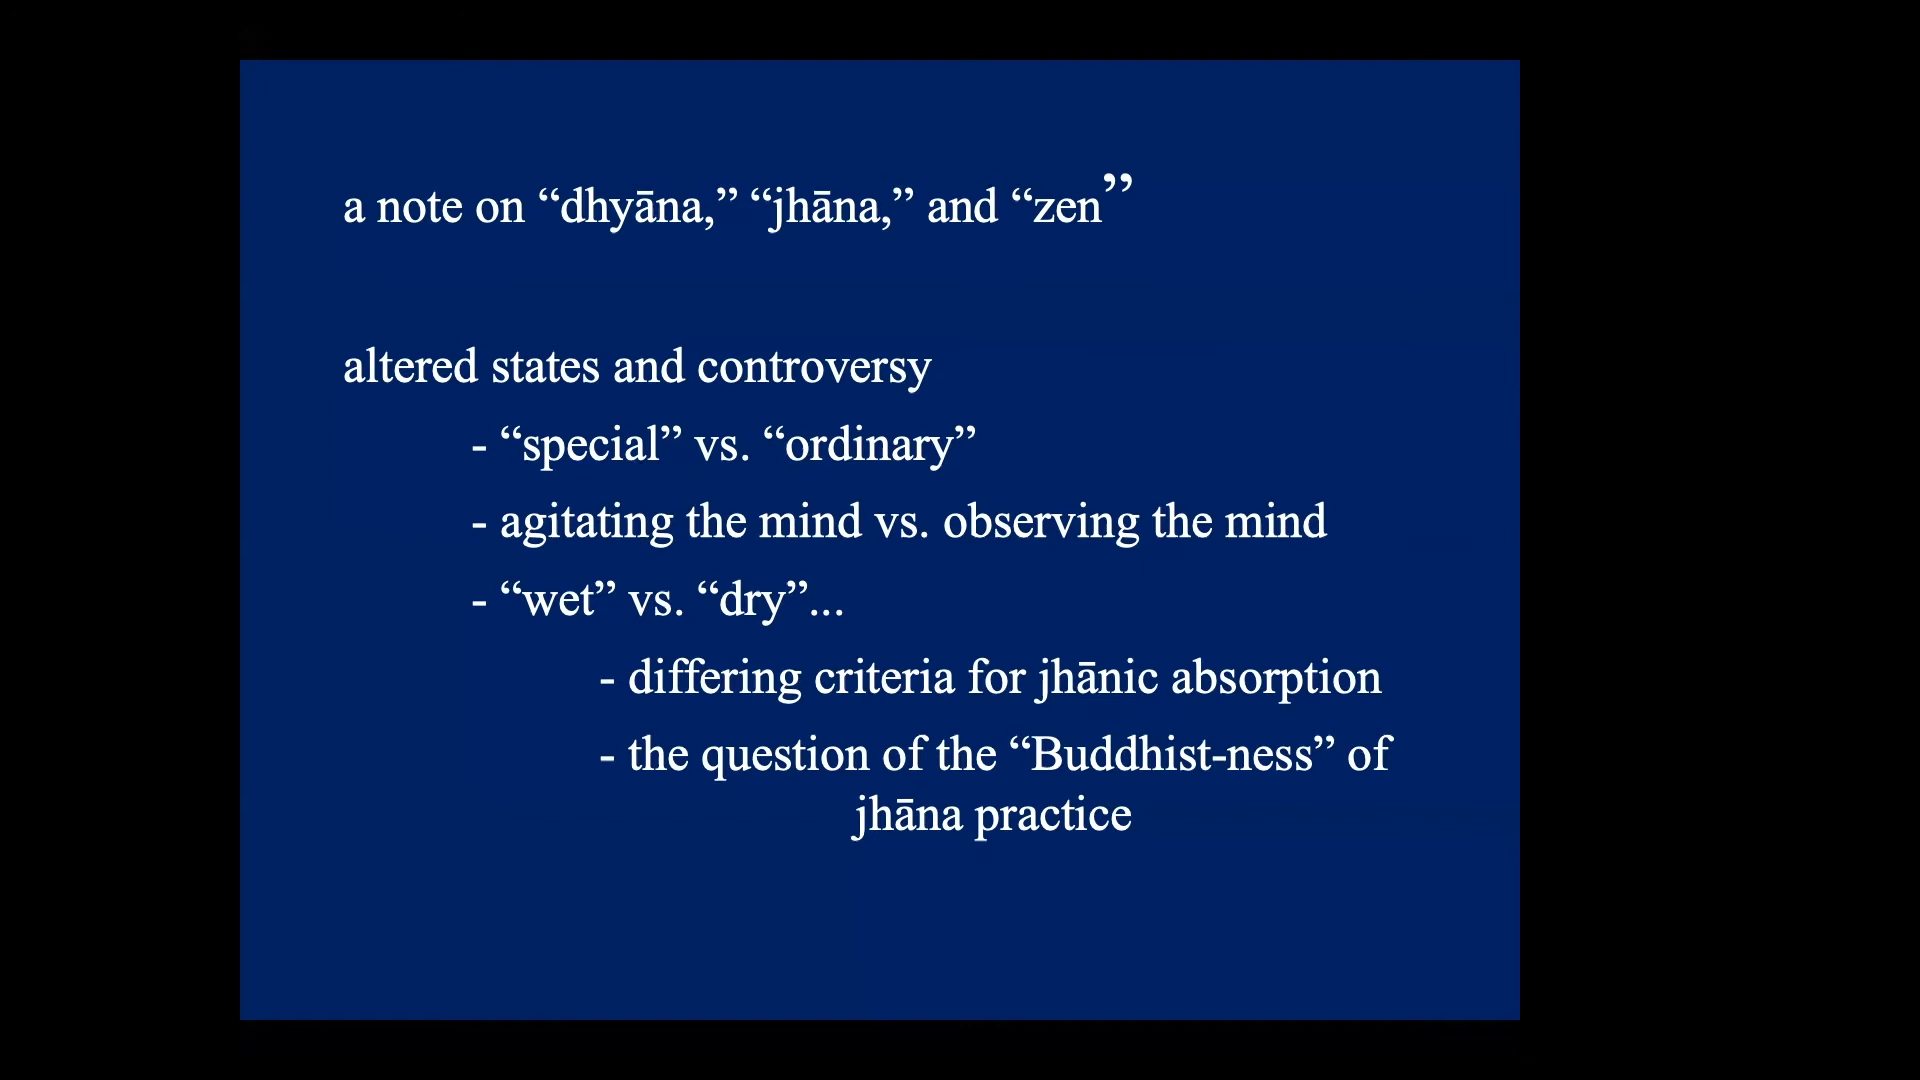 a note on “dhyāna,” “jhāna,” and “zen”
altered states and controversy
- “special” vs. “ordinary”
- agitating the mind vs. observing the mind
- “wet” vs. “dry”...
- differing criteria for jhānic absorption
- the question of the “Buddhist-ness” of
jhāna practice